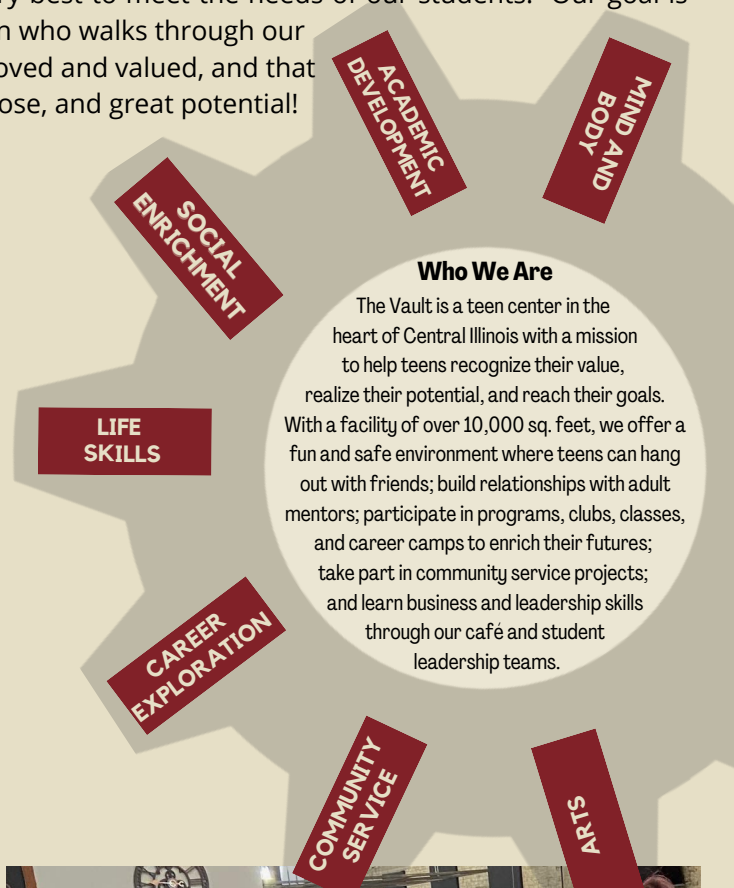 best to meet the needs of our students. Our goal is
who walks through our
and valued, and that
and great potential!
ACADEMIC
DEVELOPMENT
MIND AND
BODY
SOCIAL
ENRICHMENT
Who We Are
The Vault is a teen center in the
heart of Central Illinois with a mission
to help teens recognize their value,
realize their potential, and reach their goals.
With a facility of over 10,000 sq. feet, we offer a
fun and safe environment where teens can hang
out with friends; build relationships with adult
mentors; participate in programs, clubs, classes,
and career camps to enrich their futures;
take part in community service projects;
and learn business and leadership skills
through our café and student
leadership teams.
LIFE
SKILLS
CAREER
EXPLORATION
COMMUNITY
SERVICE
ARTS